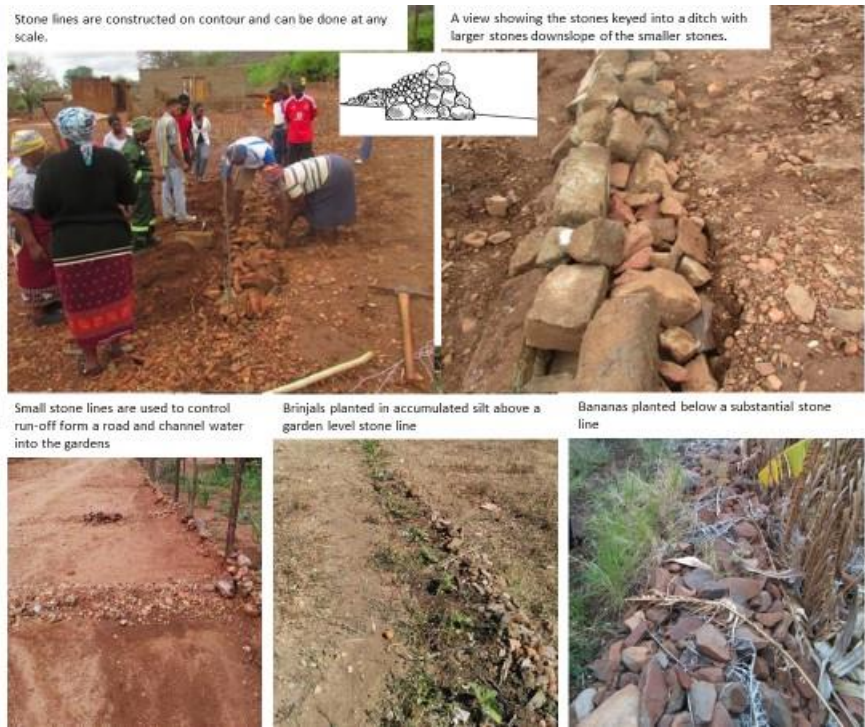 Stone lines are constructed on contour and can be done at any
scale.
A view showing the stones keyed into a ditch with
larger stones downslope of the smaller stones.
Small stone lines are used to control
run-off form a road and channel water
into the gardens
Brinjals planted in accumulated silt above a
garden level stone line
Bananas planted below a substantial stone
line